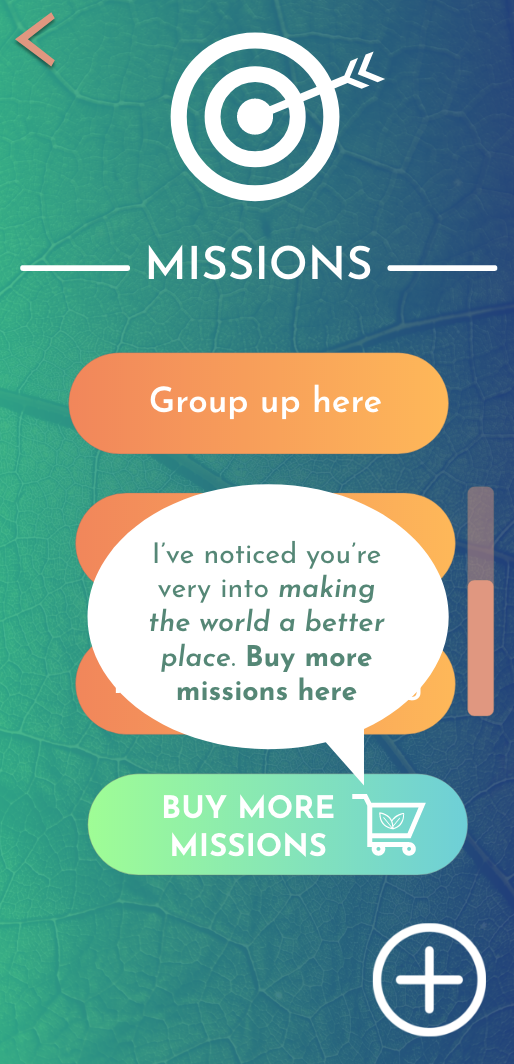 MISSIONS
Group up here
I've noticed you're
very into making
the world a better
place. Buy more
missions here
BUY MORE
MISSIONS